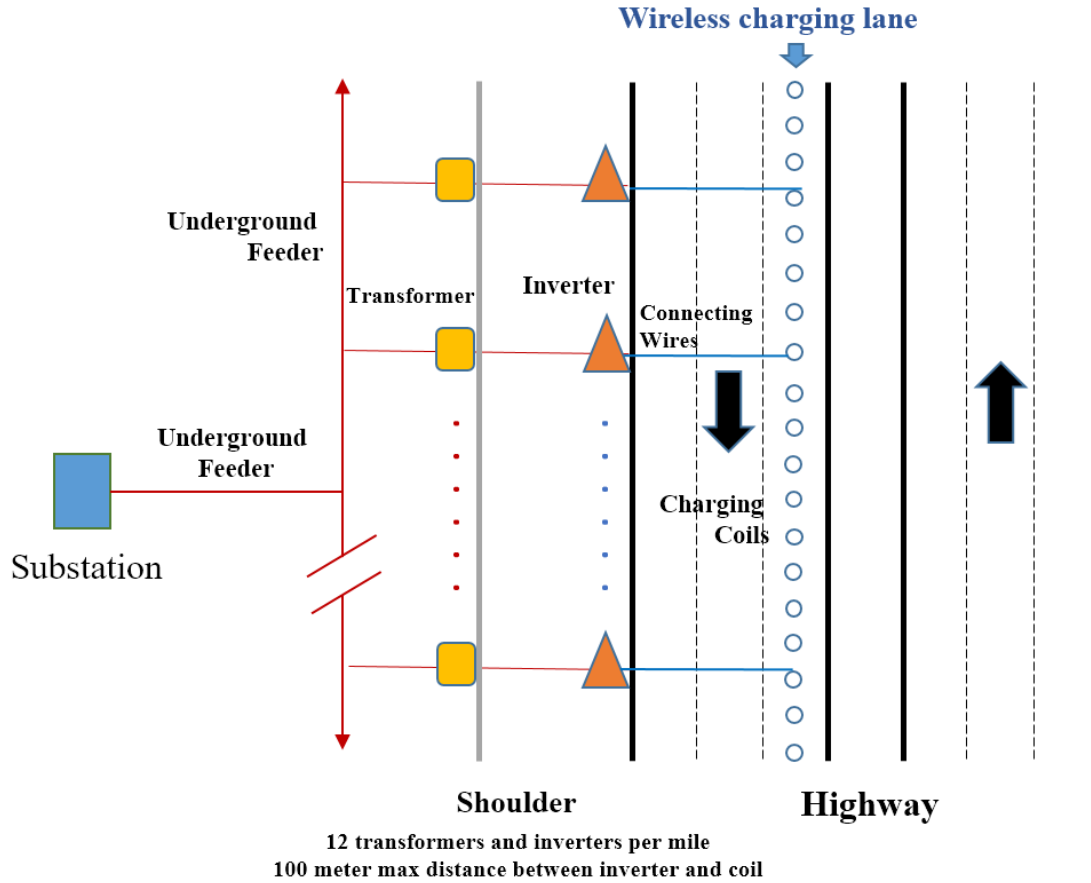 Wireless charging lane
Underground
Feeder
Transformer
Inverter
Connecting
Wires
Underground
Feeder
Charging
Coils
Substation
Shoulder
Highway
12 transformers and inverters per mile
100 meter max distance between inverter and coil